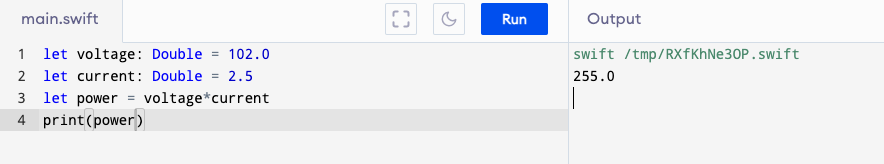 main.swift
Run
Output
1 let voltage: Double = 102.0
2 let current: Double = 2.5
3 let power = voltage*current
4 print(power)
swift /tmp/RXfKhNe3OP.swift
255.0